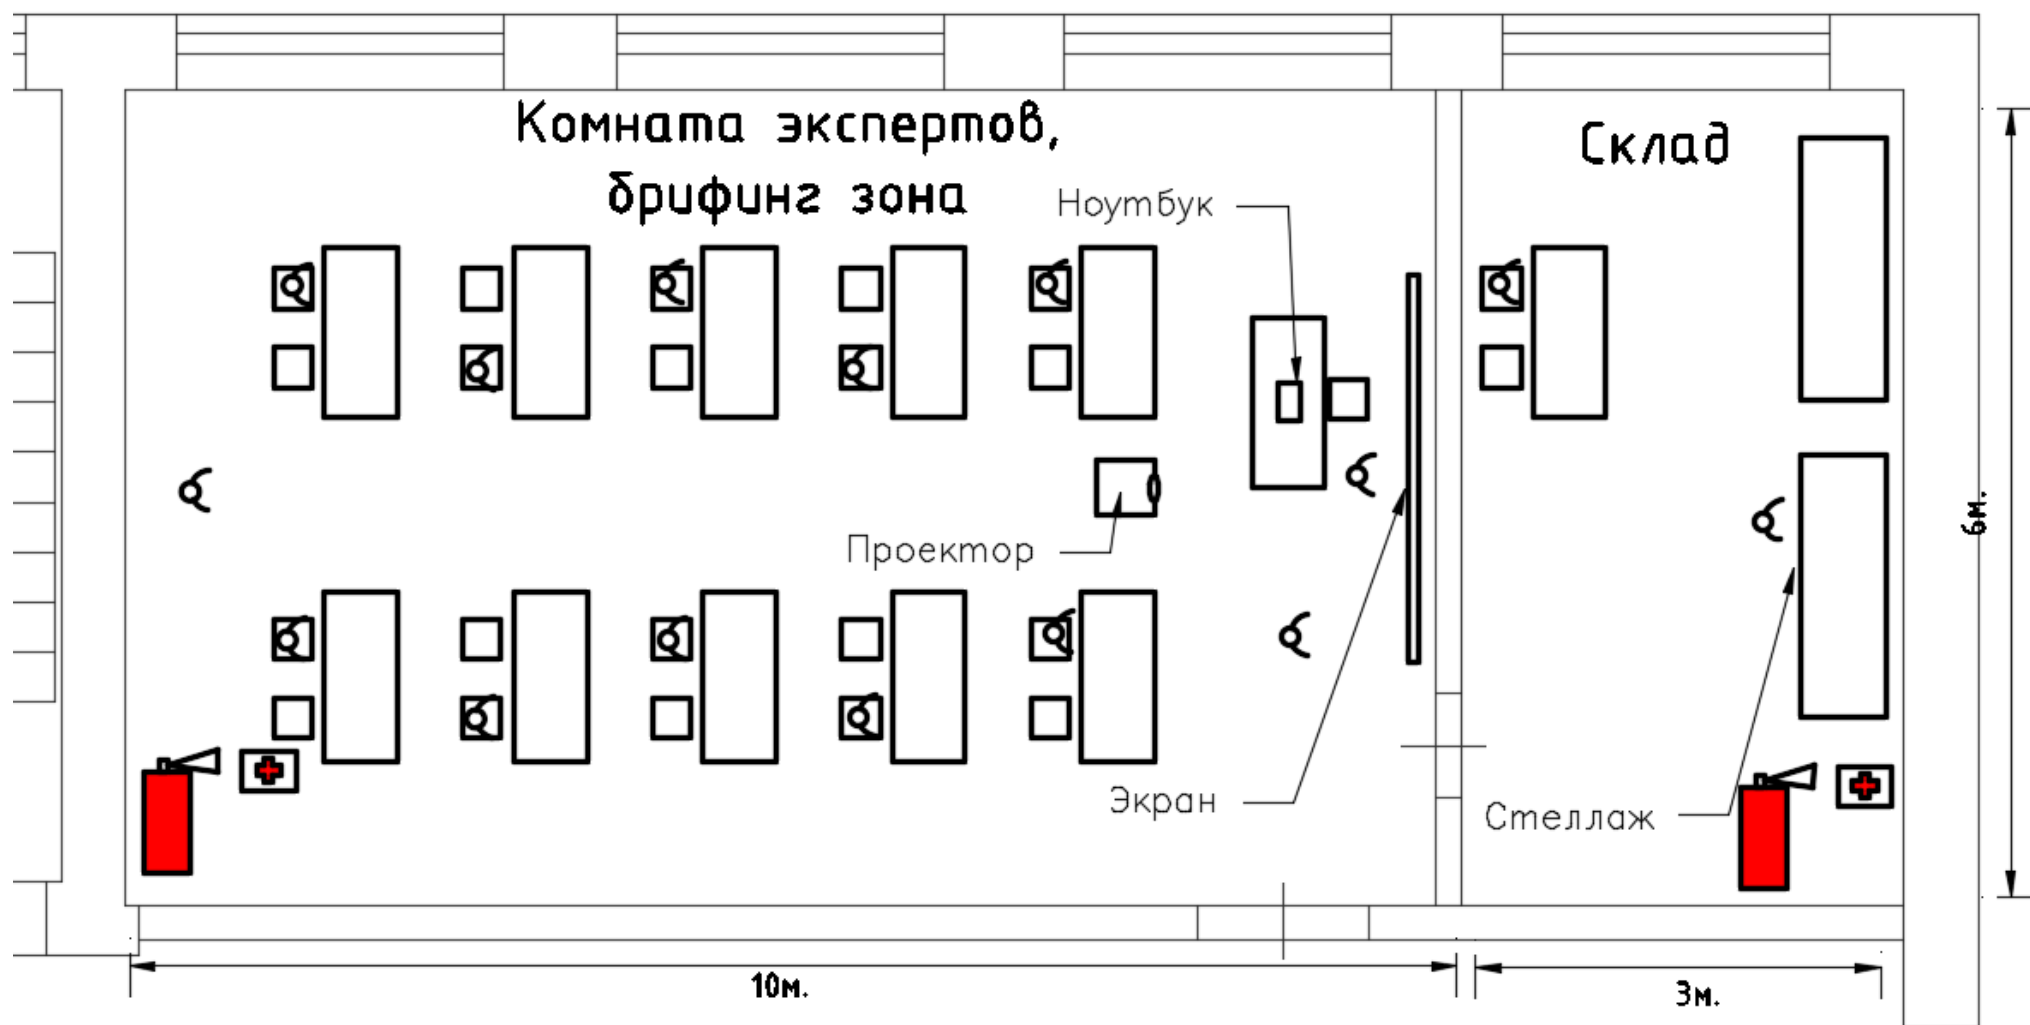 Комната экспертов,
брифинг зона
Склад
Ноутбук
Проектор
Экран
Стеллаж
6м.
10м.
3м.